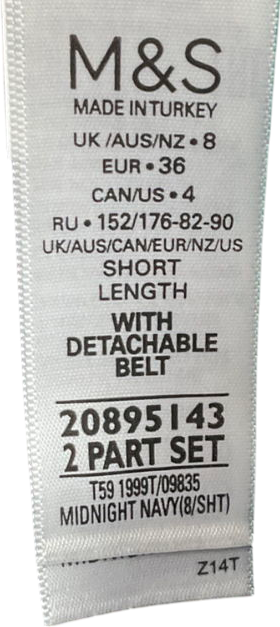 M&S
MADE IN TURKEY
UK /AUS/NZ • 8
EUR • 36
CAN/US • 4
RU • 152/176-82-90
UK/AUS/CAN/EUR/NZ/US
SHORT
LENGTH
WITH
DETACHABLE
BELT
20895143
2 PART SET
T59 1999T/09835
MIDNIGHT NAVY(8/SHT)
Z14T